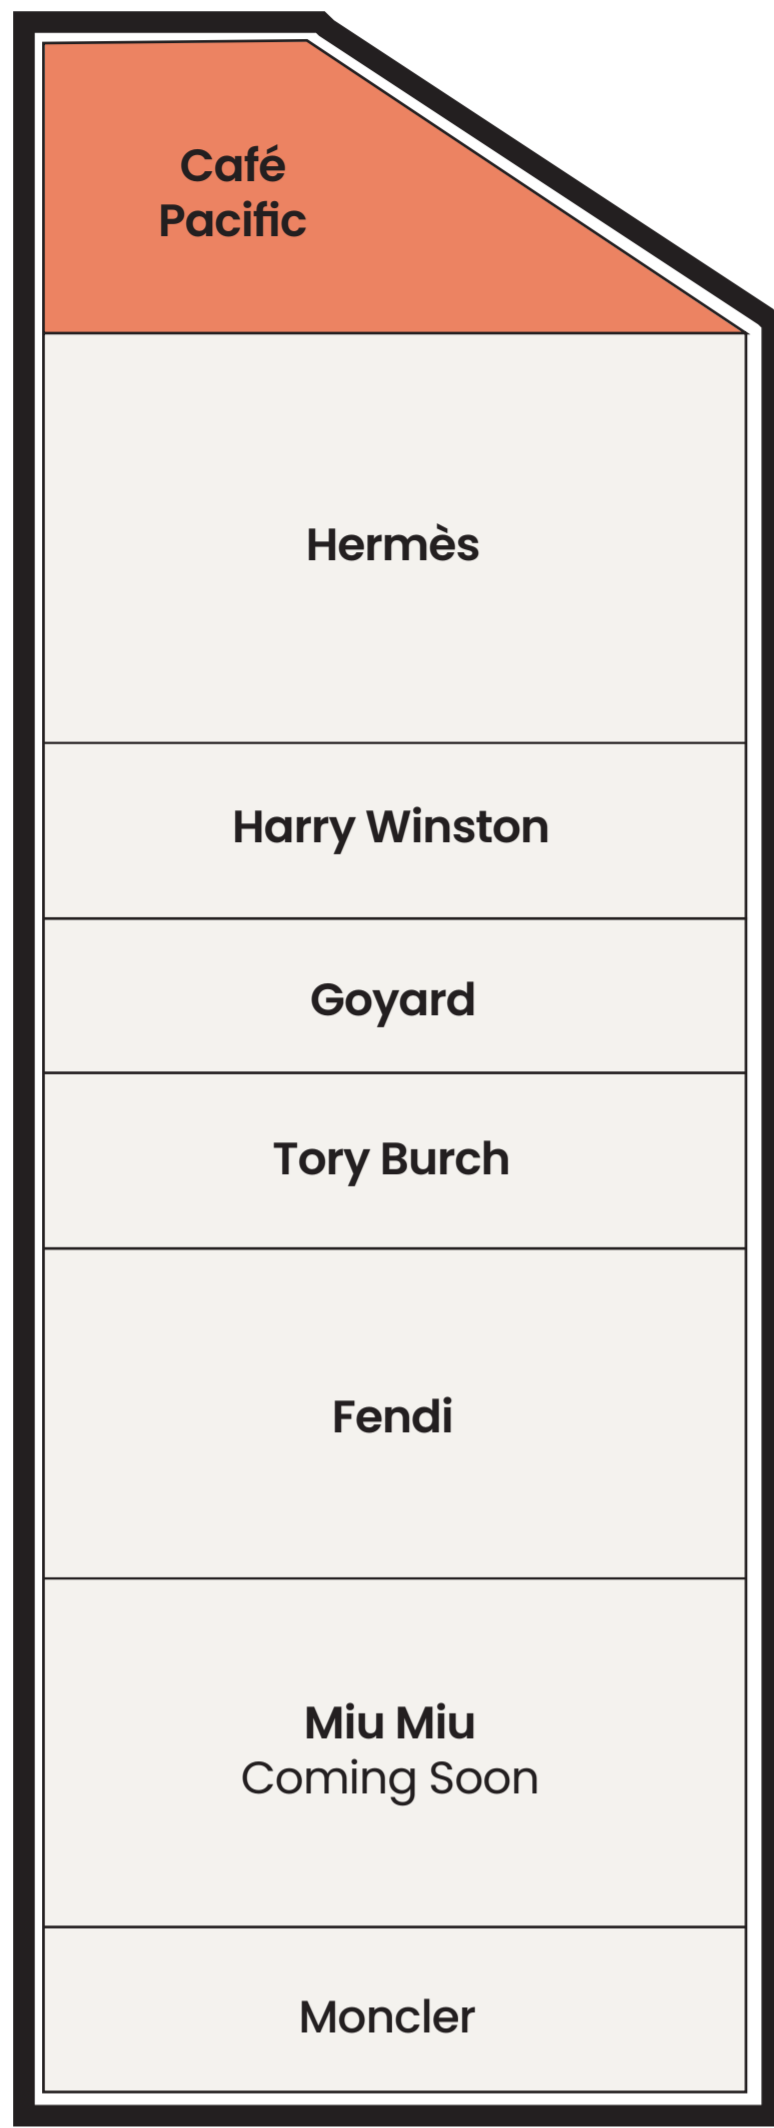 Café
Pacific
Hermès
Harry Winston
Goyard
Tory Burch
Fendi
Miu Miu
Coming Soon
Moncler